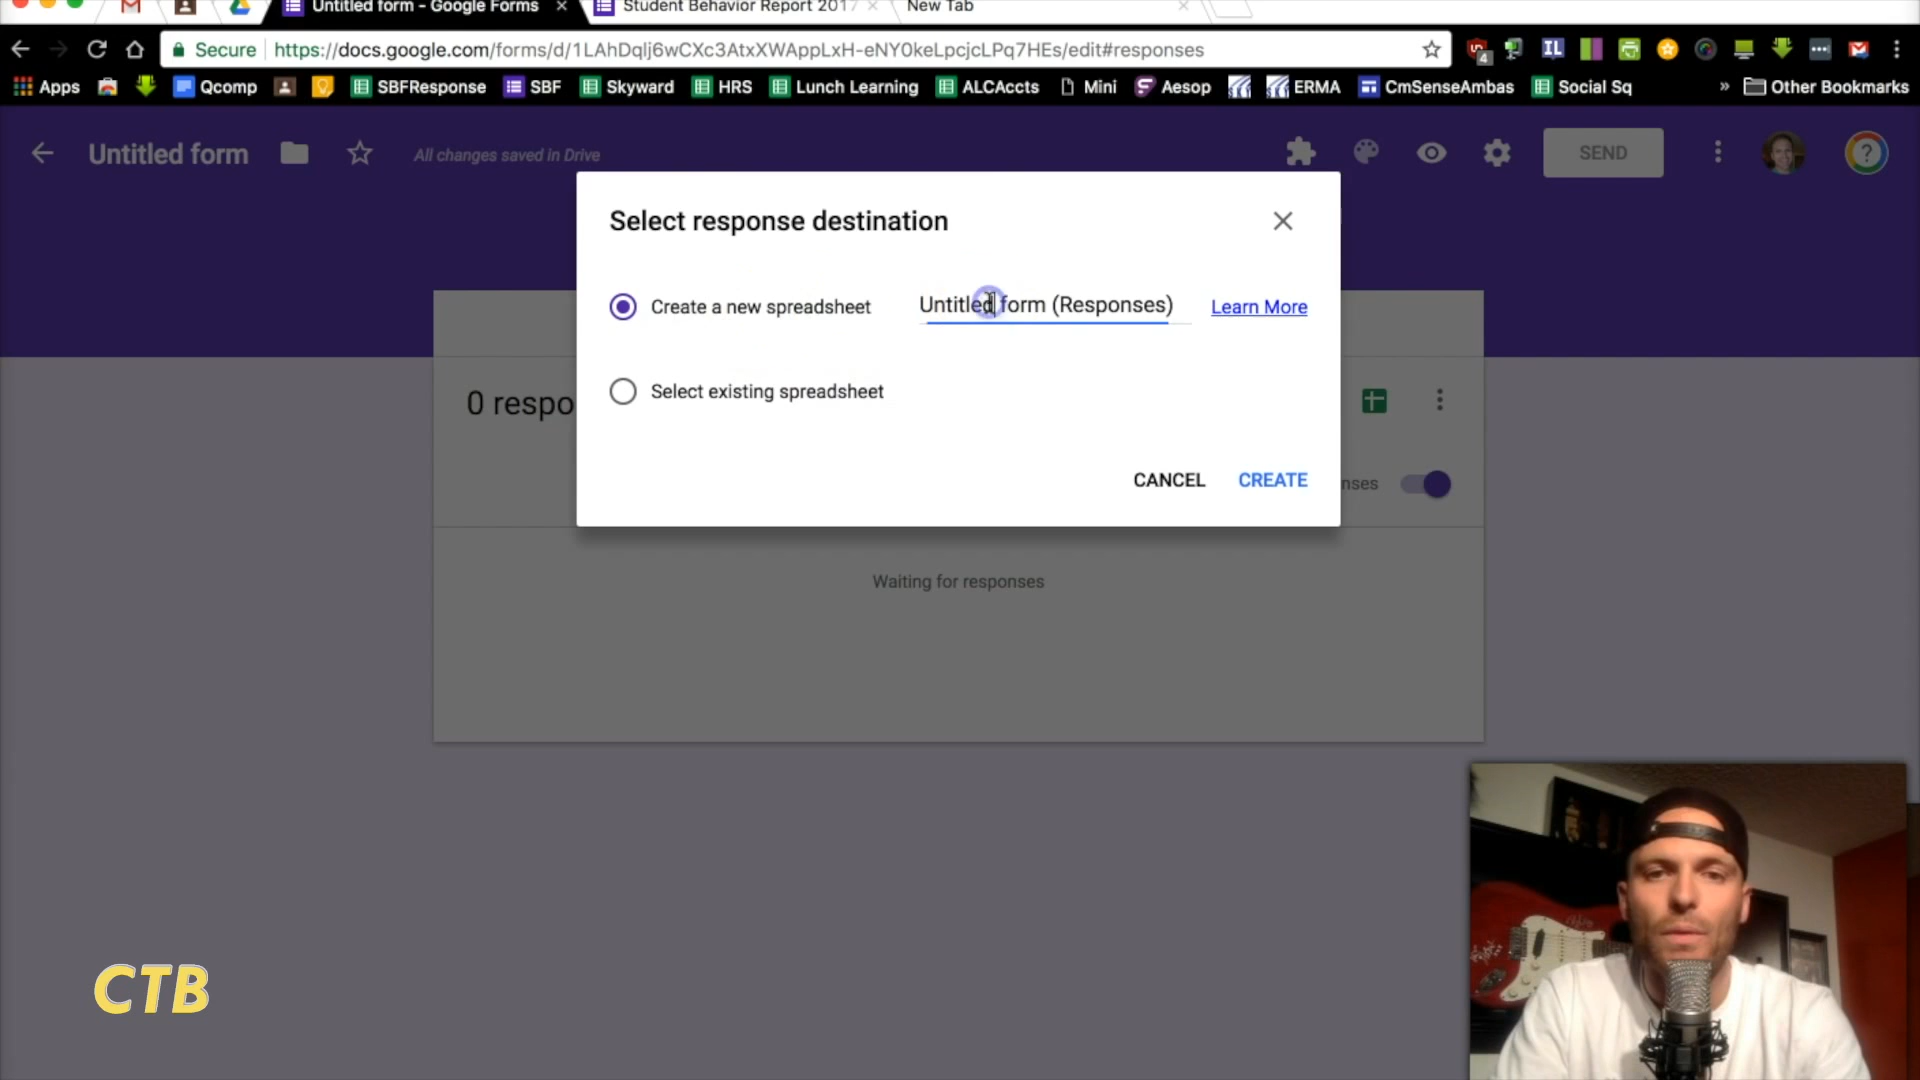 Untitled form - Google Forms
Student Behavior Report 2017
New Tab
Secure https://docs.google.com/forms/d/1LAhDqlj6wCXc3AtxXWAppLxH-eNY0keLpcjcLPq7HEs/edit#responses
4
IL
Apps Qcomp SBFResponse SBF Skyward HRS Lunch Learning ALCAccts Mini Aesop ERMA CmSenseAmbas Social Sq » Other Bookmarks
Untitled form All changes saved in Drive SEND ?
Select response destination
Create a new spreadsheet Untitled form (Responses) Learn More
Select existing spreadsheet
0 respo
CANCEL CREATE
nses
Waiting for responses
CTB